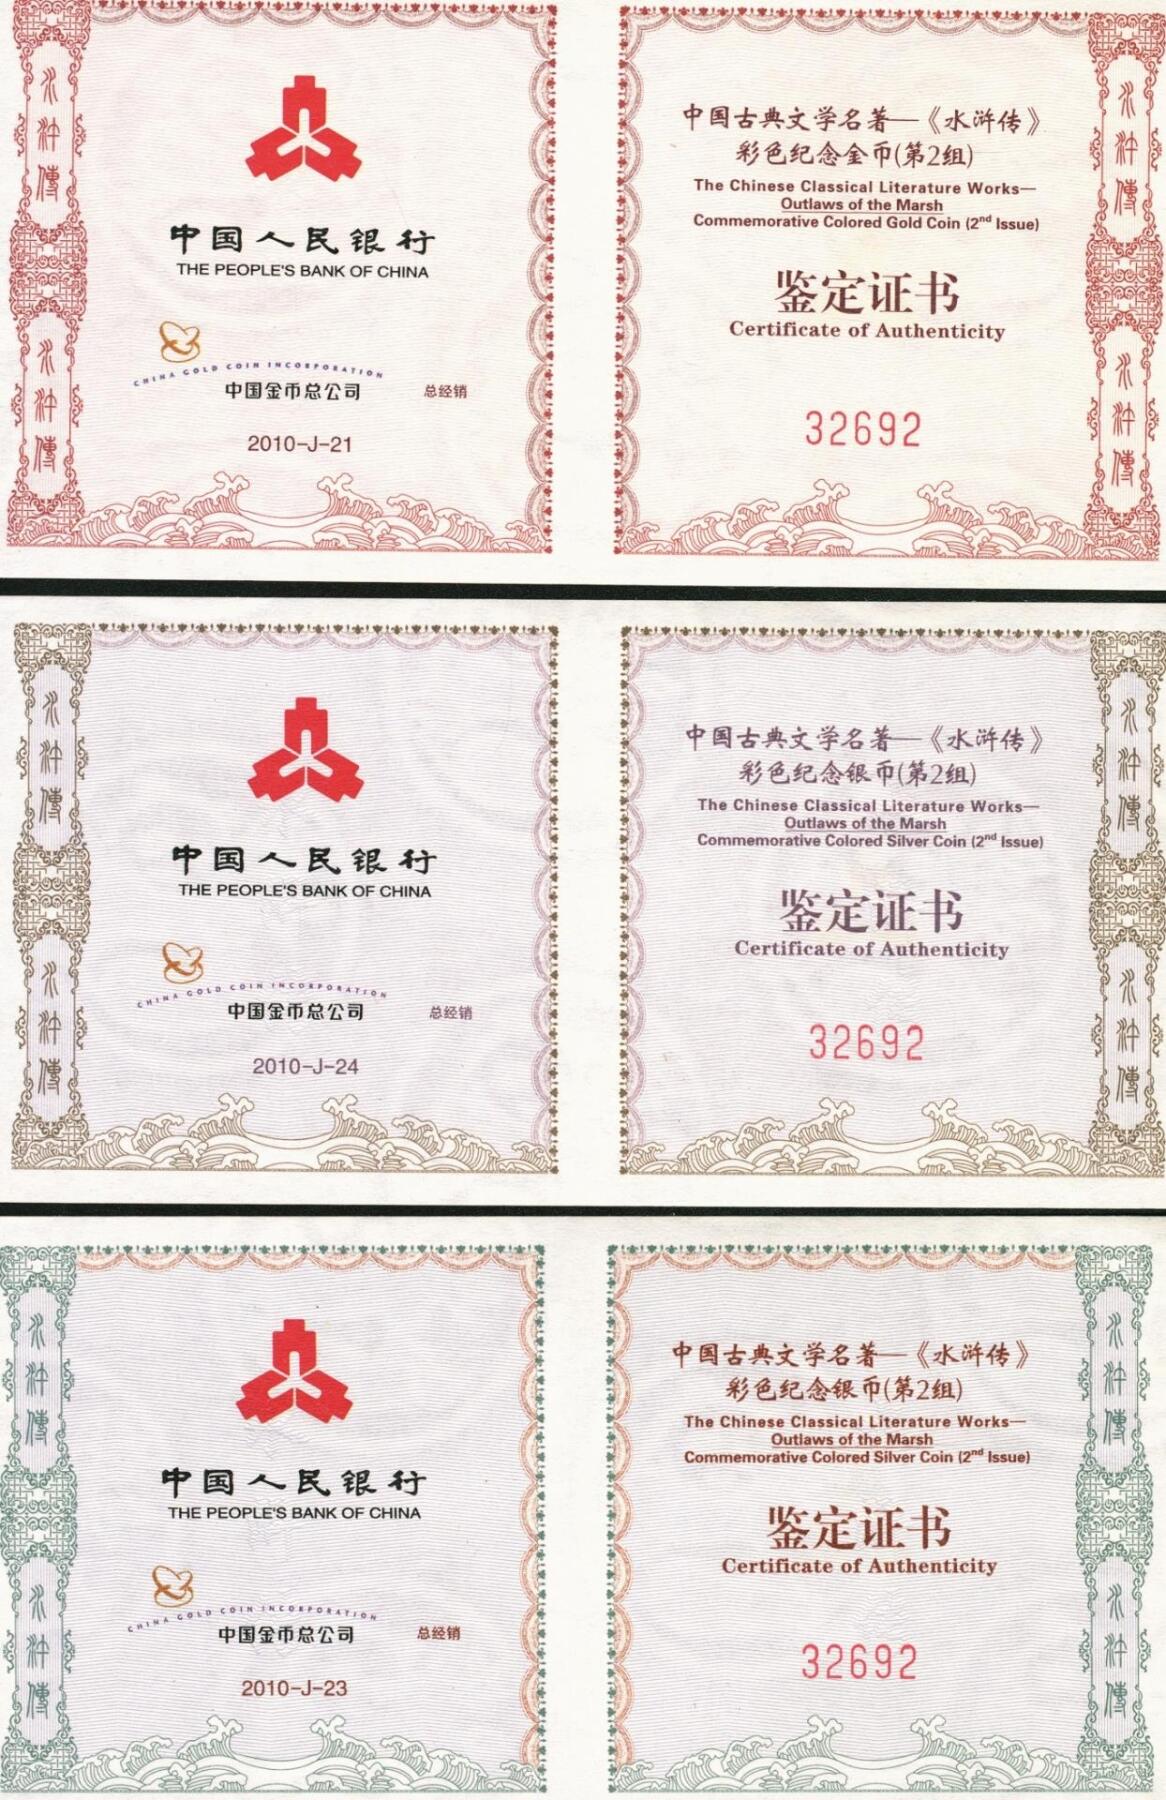 水
浒
傳
水
浒
傳
中国人民银行
THE PEOPLE'S BANK OF CHINA
CHINA GOLD COIN INCORPORATION
中国金币总公司 总经销
2010-J-21
中国古典文学名著—《水浒传》
彩色纪念金币(第2组)
The Chinese Classical Literature Works—
Outlaws of the Marsh
Commemorative Colored Gold Coin (2nd Issue)
鉴定证书
Certificate of Authenticity
32692
水
浒
傳
水
浒
傳
水
浒
傳
水
浒
傳
中国人民银行
THE PEOPLE'S BANK OF CHINA
CHINA GOLD COIN INCORPORATION
中国金币总公司 总经销
2010-J-24
中国古典文学名著—《水浒传》
彩色纪念银币(第2组)
The Chinese Classical Literature Works—
Outlaws of the Marsh
Commemorative Colored Silver Coin (2nd Issue)
鉴定证书
Certificate of Authenticity
32692
水
浒
傳
水
浒
傳
水
浒
傳
水
浒
傳
中国人民银行
THE PEOPLE'S BANK OF CHINA
CHINA GOLD COIN INCORPORATION
中国金币总公司 总经销
2010-J-23
中国古典文学名著—《水浒传》
彩色纪念银币(第2组)
The Chinese Classical Literature Works—
Outlaws of the Marsh
Commemorative Colored Silver Coin (2nd Issue)
鉴定证书
Certificate of Authenticity
32692
水
浒
傳
水
浒
傳